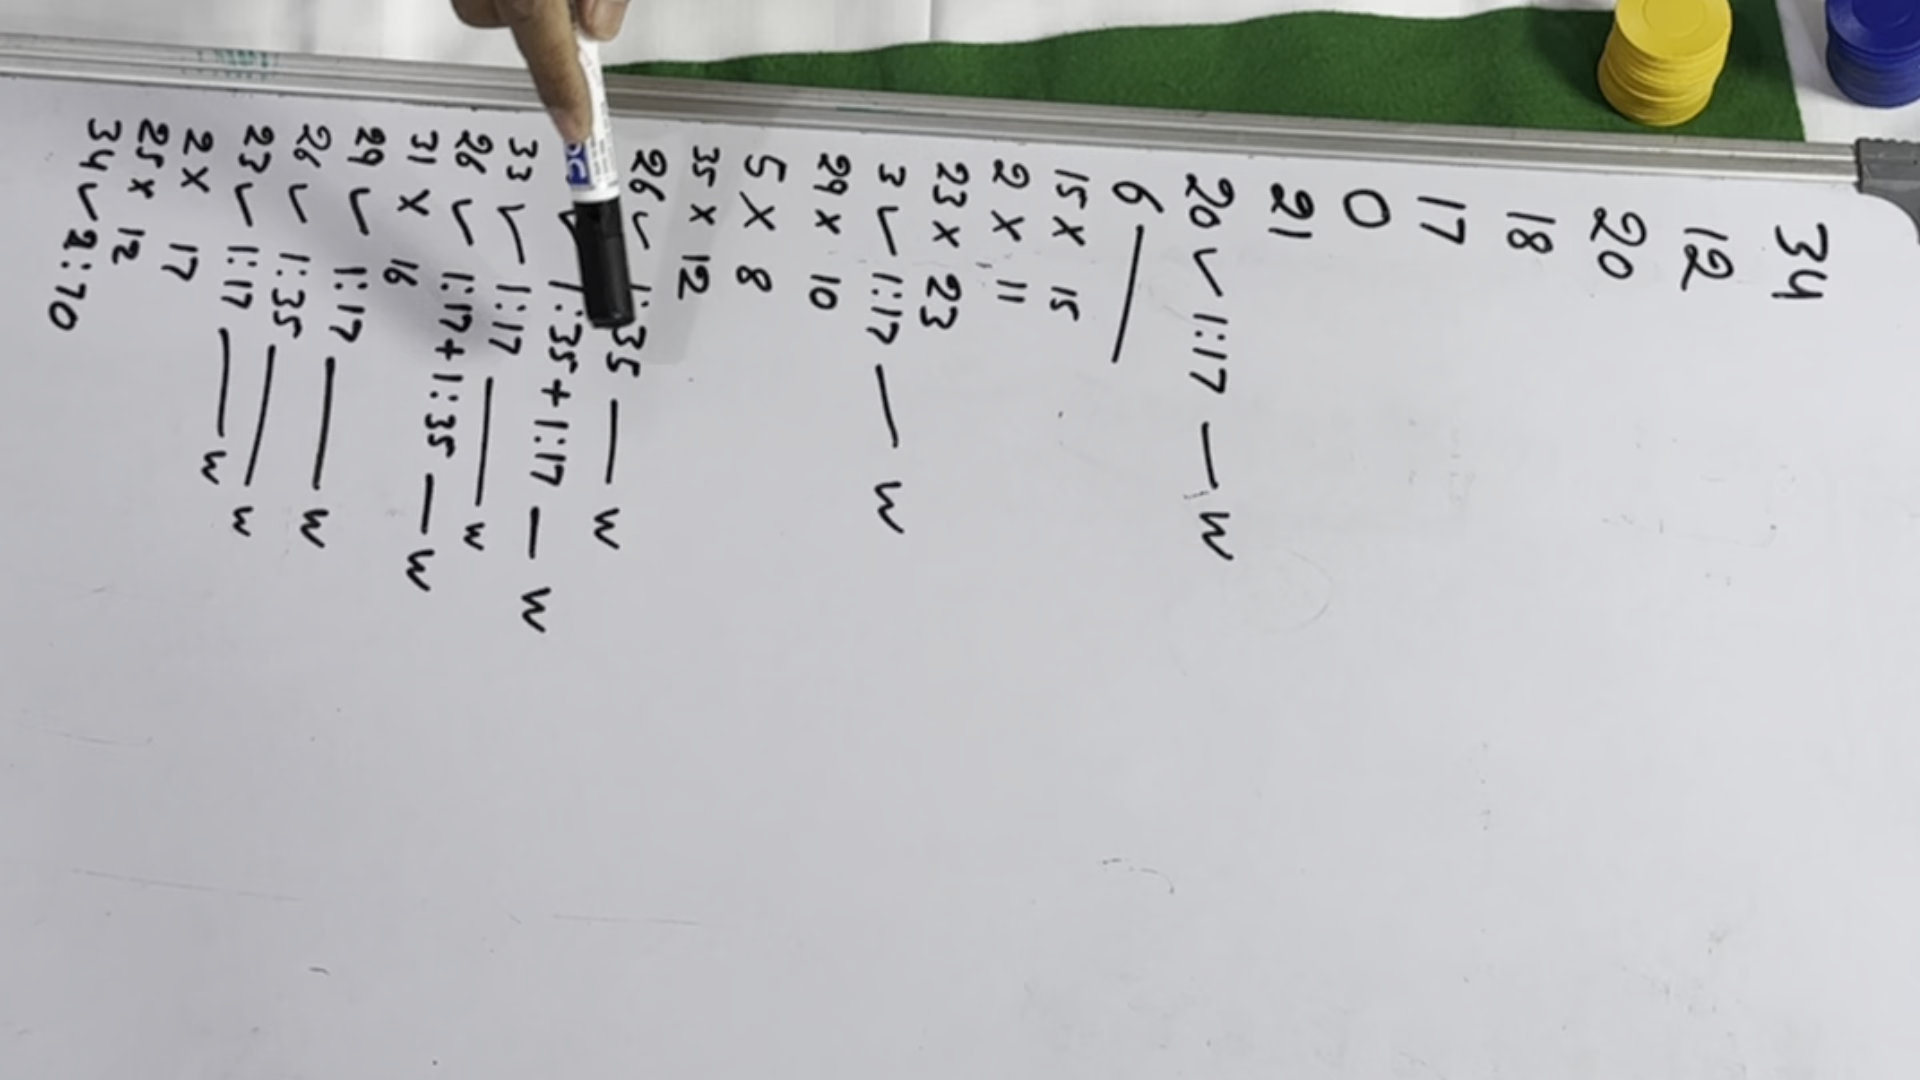 34
12
20
18
17
0
21
20 ✓ 1:17 — W
6 —
15 x 15
2 x 11
23 x 23
3 ✓ 1:17 — W
29 x 10
5 x 8
35 x 12
26 ✓ 1:35 — W
✓ 1:35+1:17 — W
33 ✓ 1:17 — W
26 ✓ 1:17+1:35 — W
31 x 16
29 ✓ 1:17 — W
26 ✓ 1:35 — W
23 ✓ 1:17 — W
2 x 17
25 x 12
34 ✓ 2:70